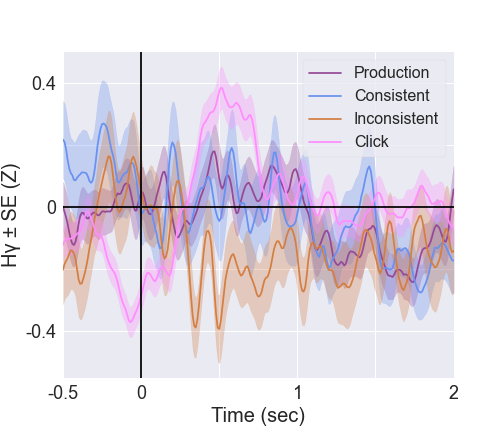 Production
Consistent
Inconsistent
Click
0.4
0
-0.4
Hγ ± SE (Z)
-0.5
0
1
2
Time (sec)